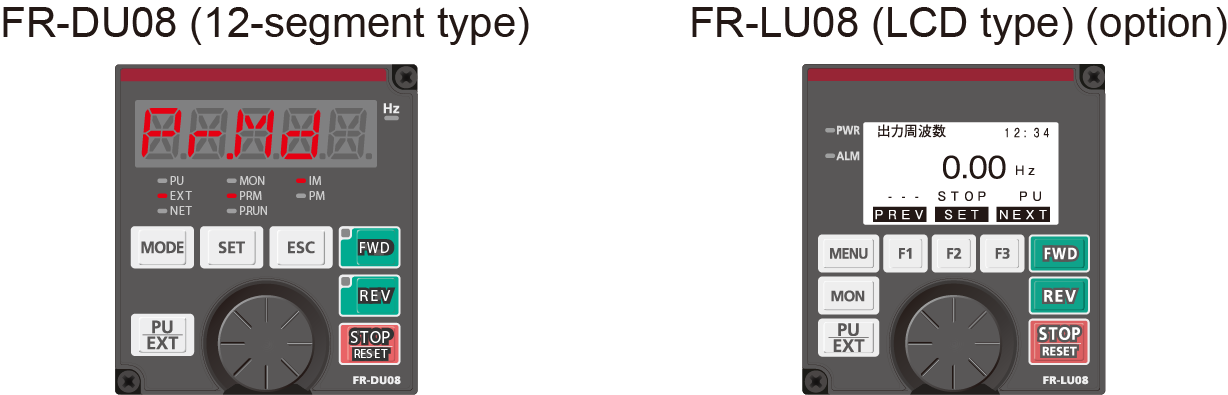 FR-DU08 (12-segment type)
FR-LU08 (LCD type) (option)
Pr.Md
Hz
PU MON IM
EXT PRM PM
NET P.RUN
MODE SET ESC FWD
REV
PU
EXT
STOP
RESET
FR-DU08
PWR
ALM
出力周波数 12:34
0.00 Hz
--- STOP PU
PREV SET NEXT
MENU F1 F2 F3 FWD
MON REV
PU
EXT
STOP
RESET
FR-LU08